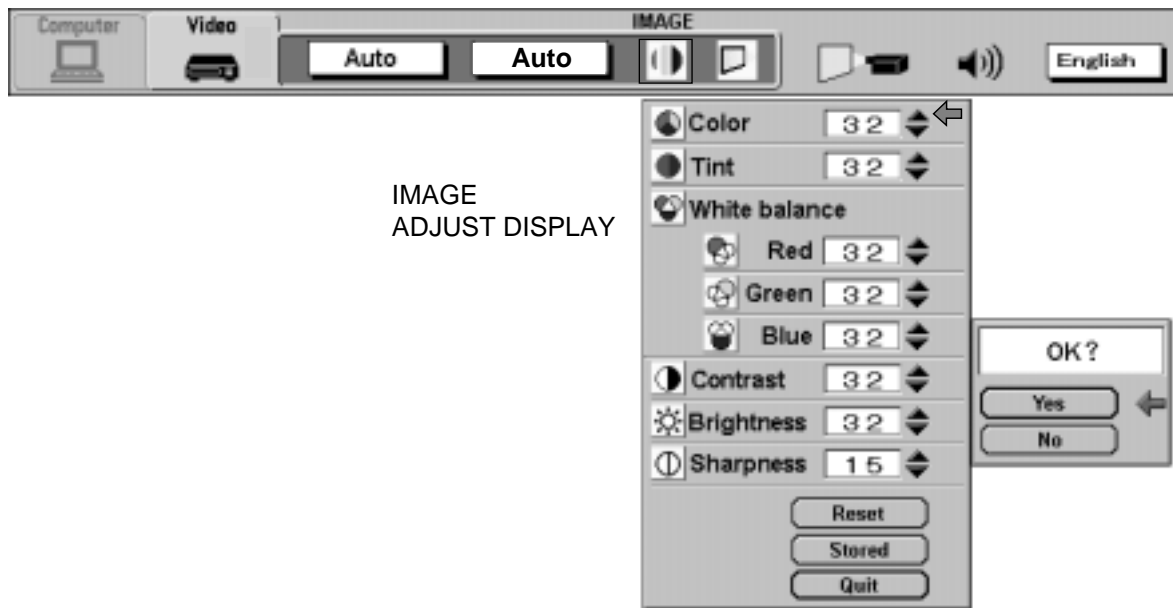 Computer
Video
IMAGE
Auto
Auto
English
Color 32
Tint 32
IMAGE
ADJUST DISPLAY
White balance
Red 32
Green 32
Blue 32
OK?
Contrast 32
Yes
Brightness 32
No
Sharpness 15
Reset
Stored
Quit